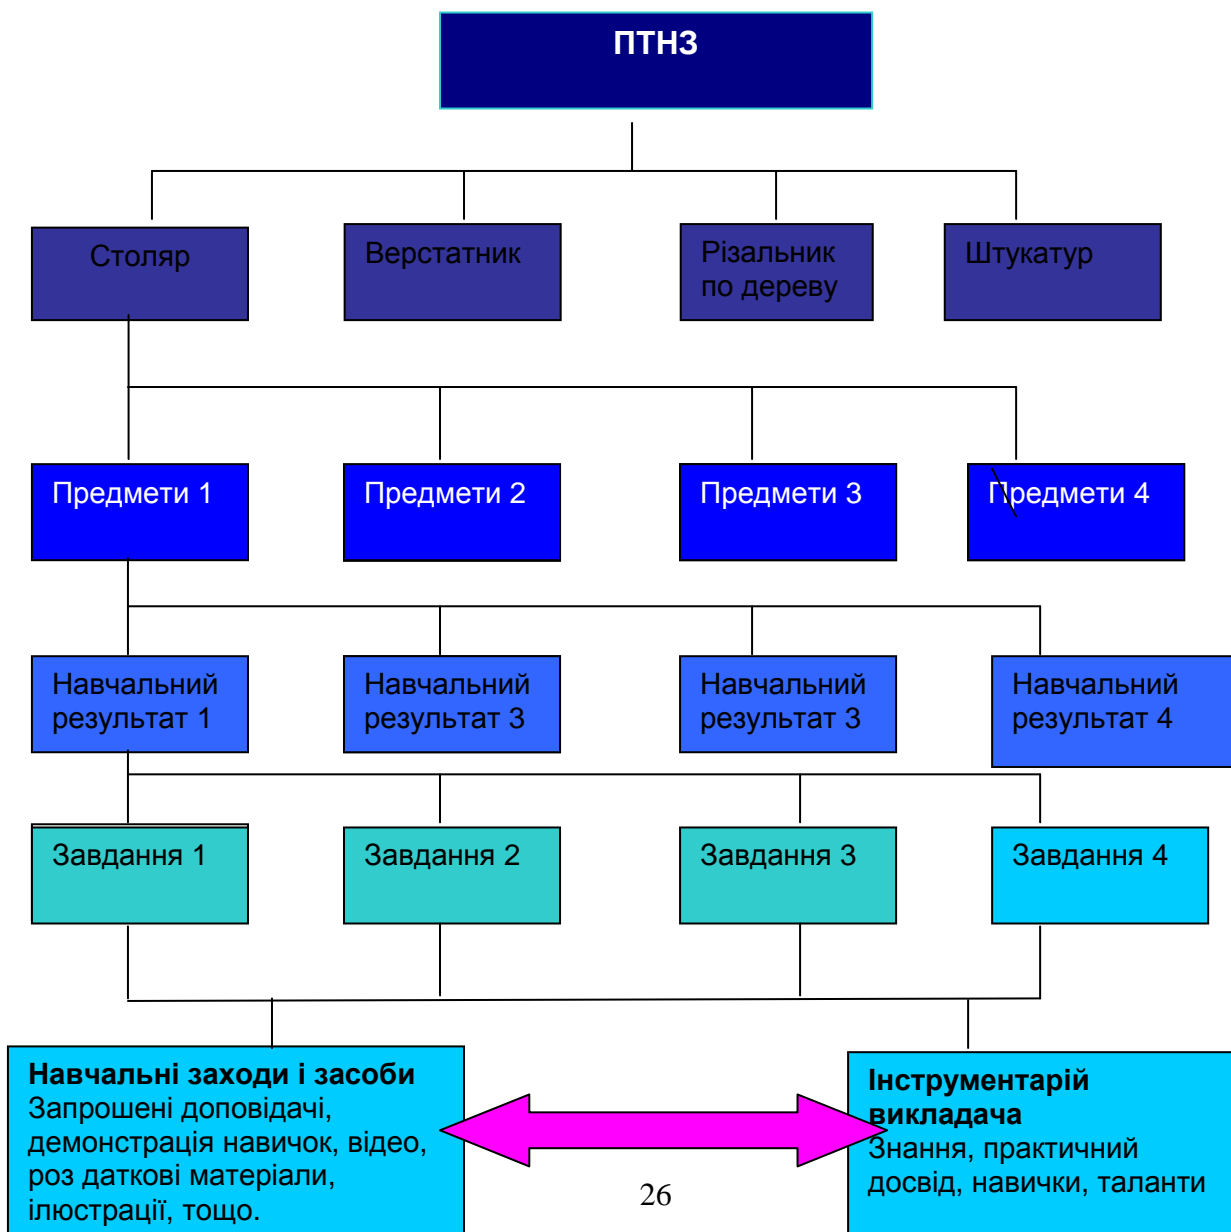 ПТНЗ
Столяр
Верстатник
Різальник
по дереву
Штукатур
Предмети 1
Предмети 2
Предмети 3
Предмети 4
Навчальний
результат 1
Навчальний
результат 3
Навчальний
результат 3
Навчальний
результат 4
Завдання 1
Завдання 2
Завдання 3
Завдання 4
Навчальні заходи і засоби
Запрошені доповідачі,
демонстрація навичок, відео,
роз даткові матеріали,
ілюстрації, тощо.
Інструментарій
викладача
Знання, практичний
досвід, навички, таланти
26